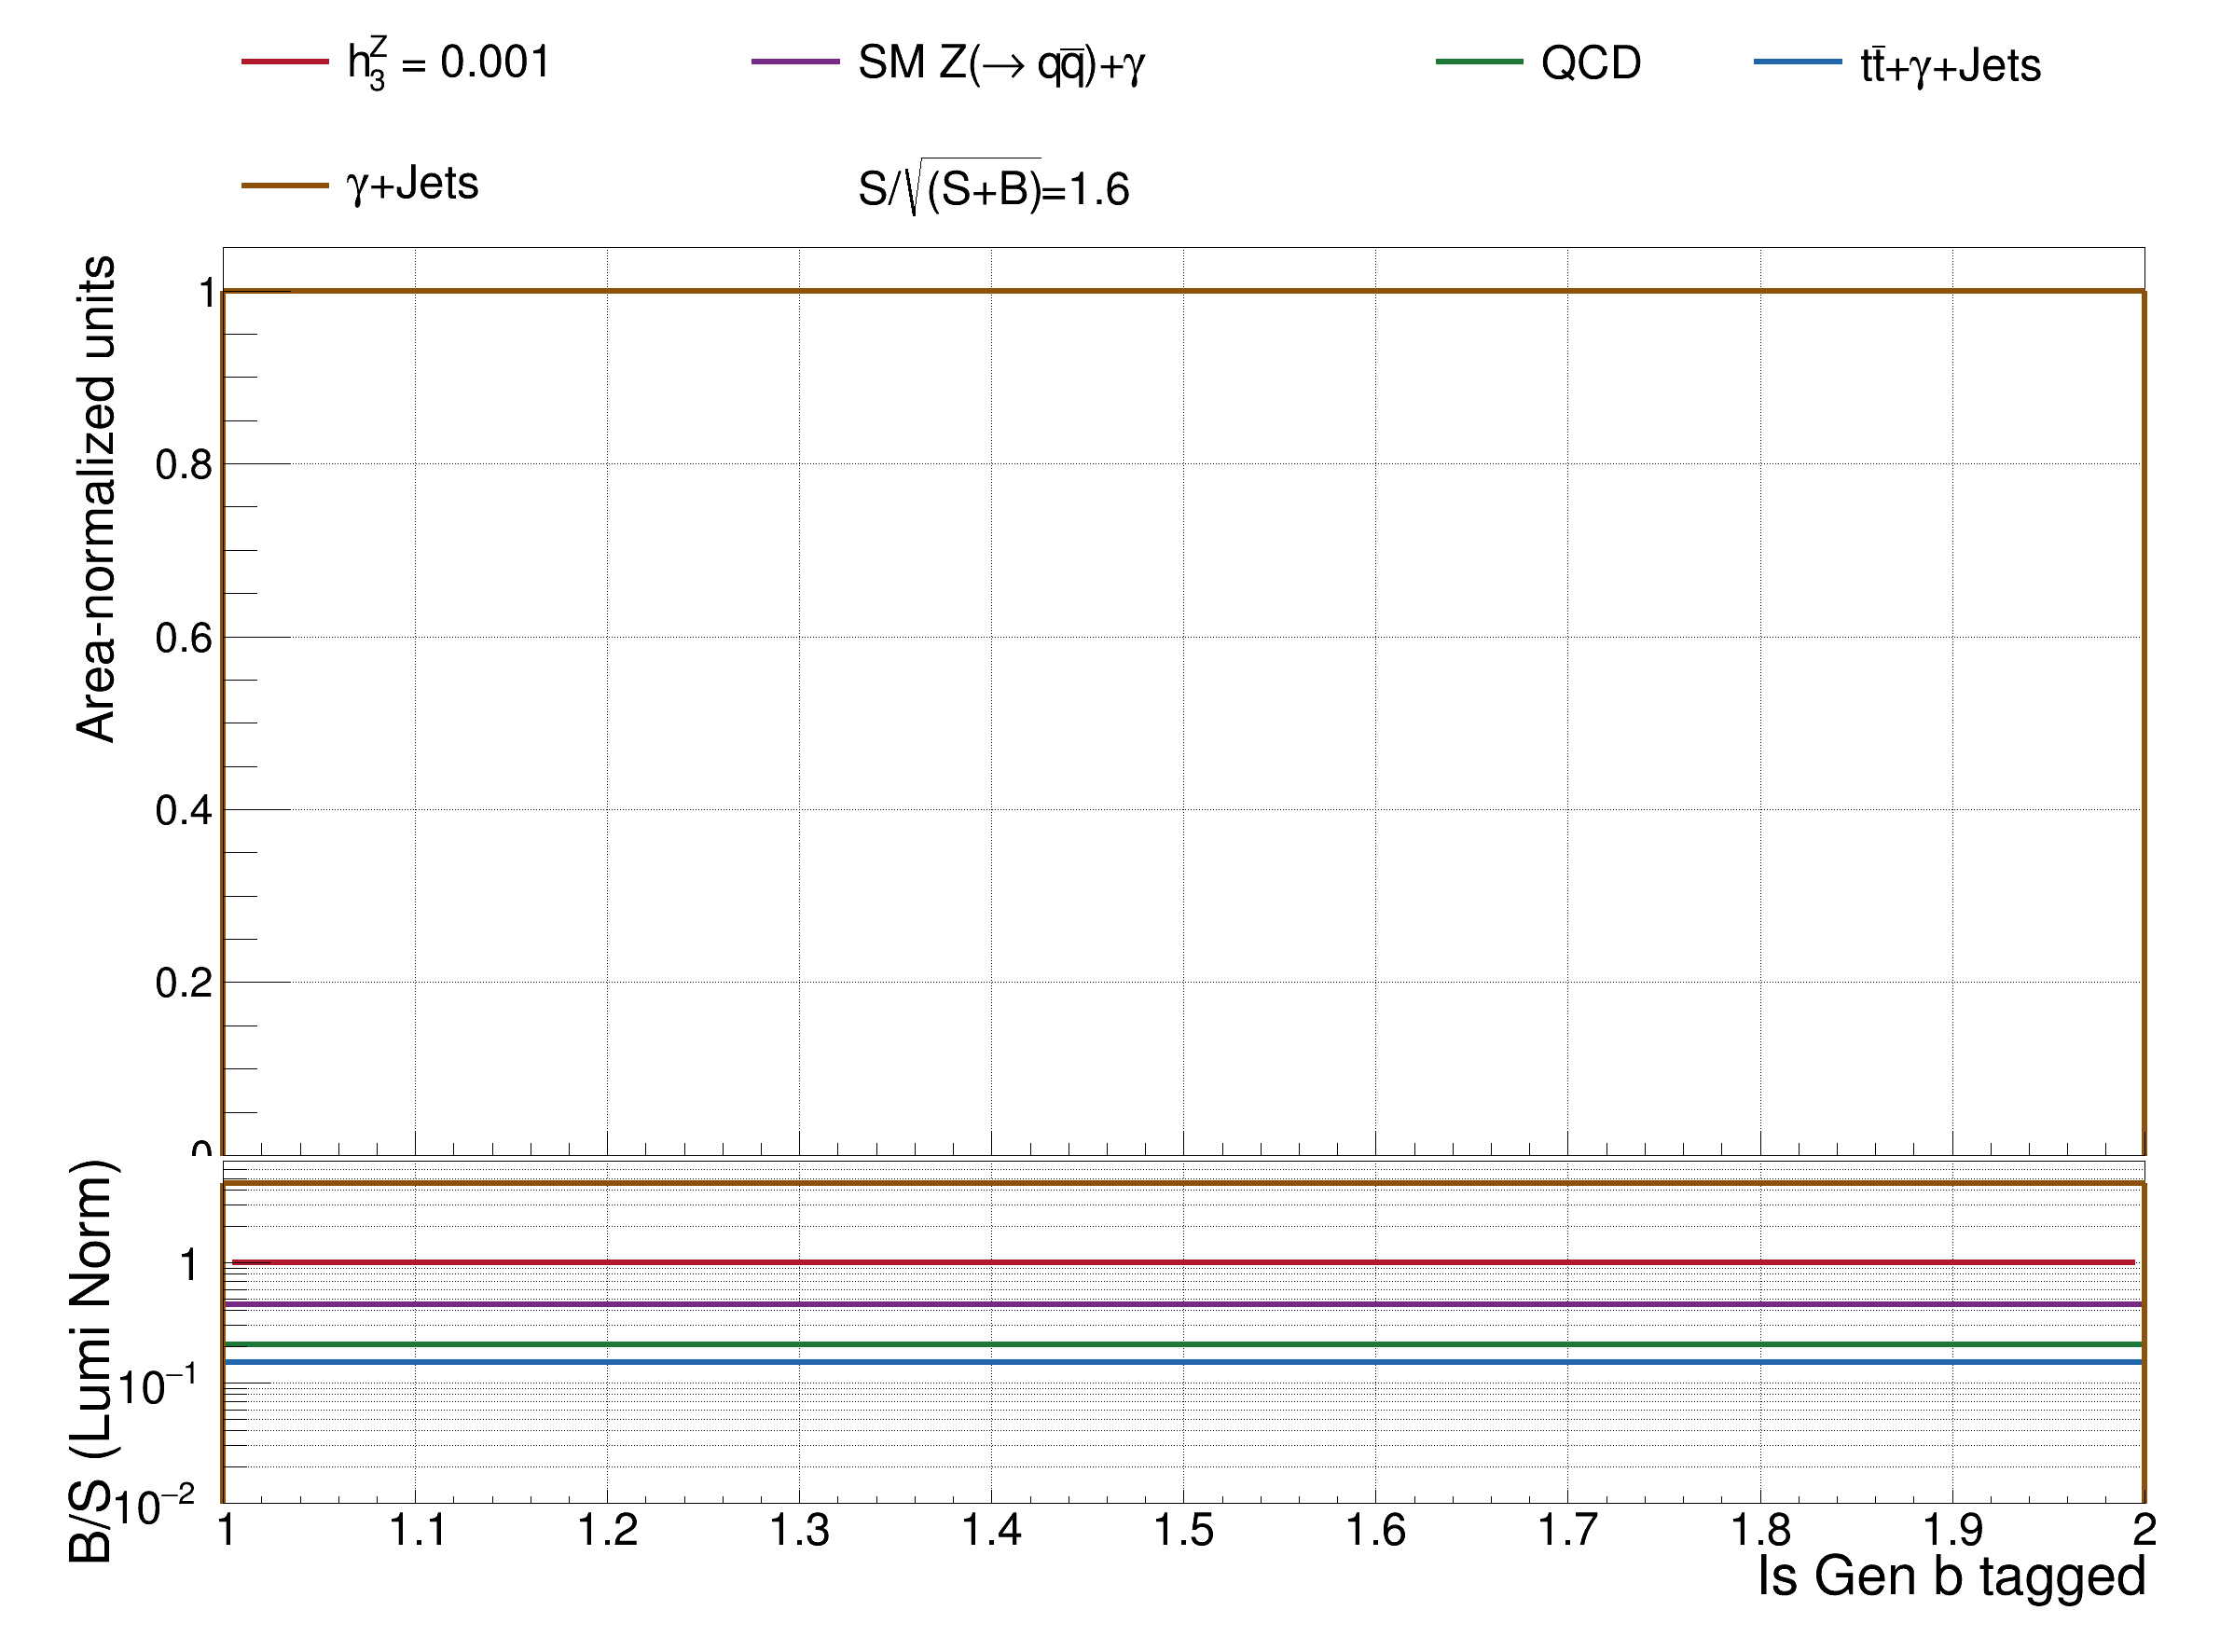 h₃ᶻ = 0.001 SM Z(→ qq̅)+γ QCD tt̅+γ+Jets
γ+Jets S/√(S+B)=1.6
Area-normalized units
1
0.8
0.6
0.4
0.2
0
B/S (Lumi Norm)
1
10⁻¹
10⁻²
1 1.1 1.2 1.3 1.4 1.5 1.6 1.7 1.8 1.9 2
Is Gen b tagged